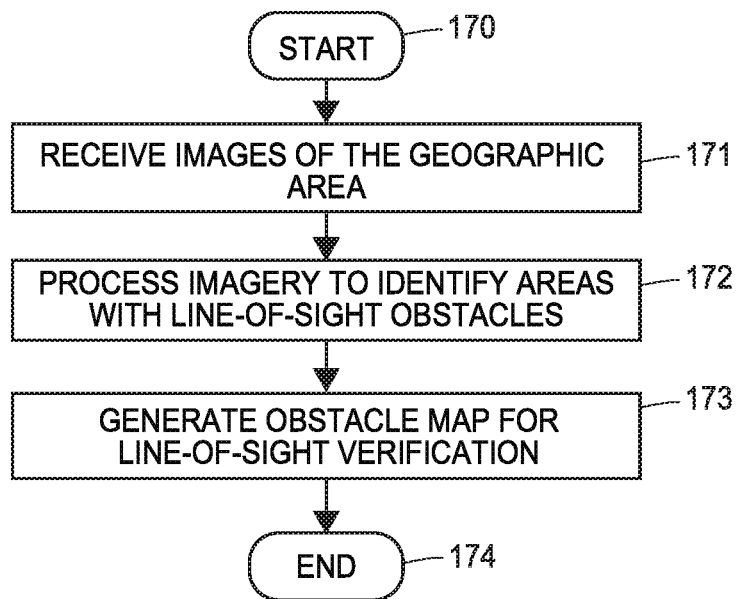 START
170
RECEIVE IMAGES OF THE GEOGRAPHIC
AREA
171
PROCESS IMAGERY TO IDENTIFY AREAS
WITH LINE-OF-SIGHT OBSTACLES
172
GENERATE OBSTACLE MAP FOR
LINE-OF-SIGHT VERIFICATION
173
END
174